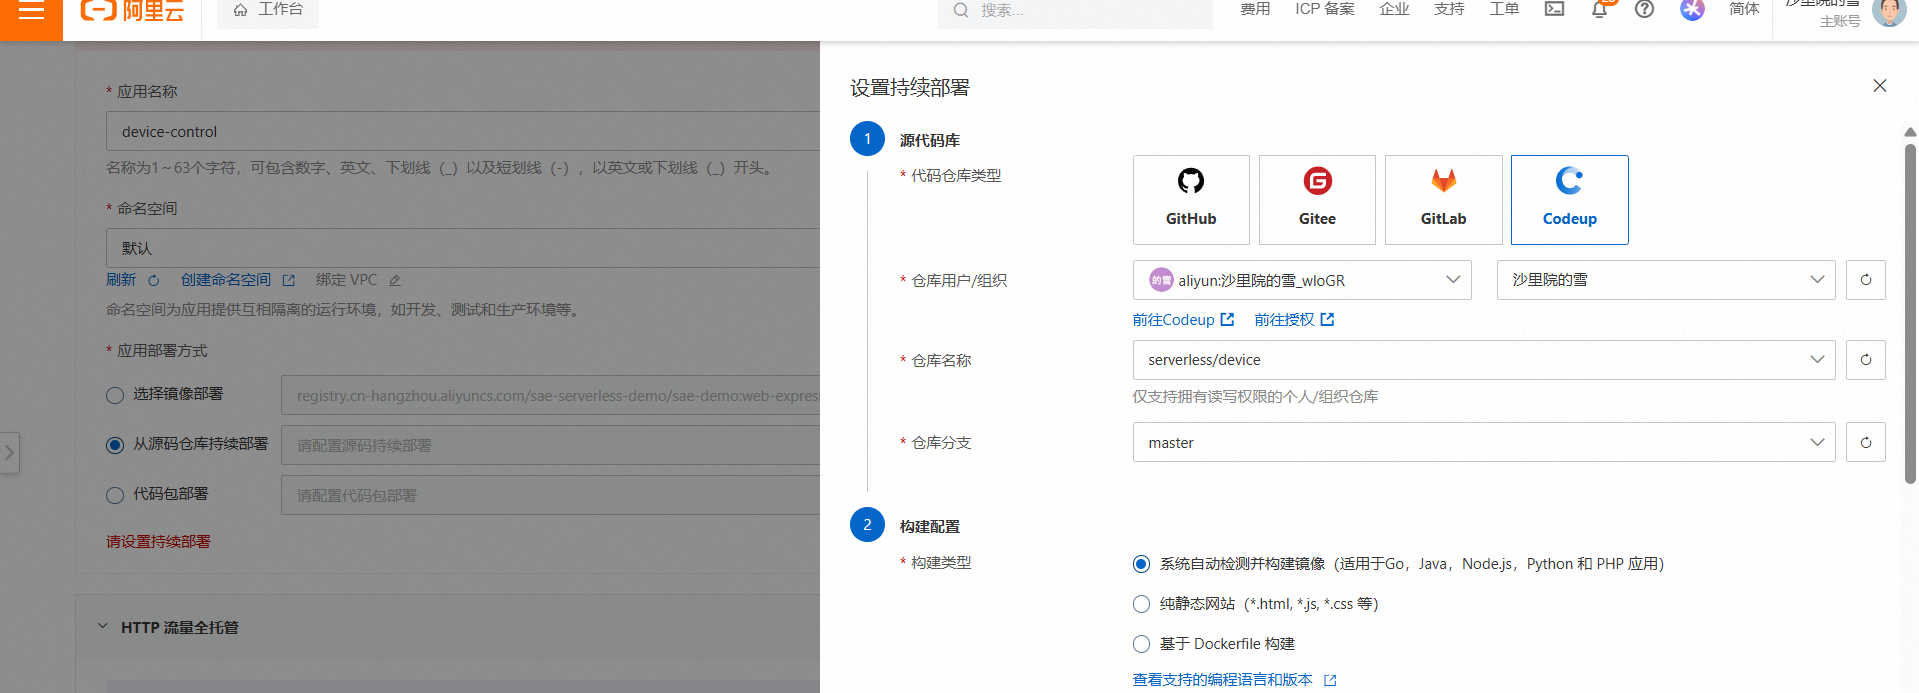 阿里云
工作台
搜索...
费用
ICP 备案
企业
支持
工单
简体
沙里院的雪
主账号
* 应用名称
device-control
名称为1～63个字符，可包含数字、英文、下划线（_）以及短划线（-），以英文或下划线（_）开头。
* 命名空间
默认
刷新 创建命名空间 绑定 VPC
命名空间为应用提供互相隔离的运行环境，如开发、测试和生产环境等。
* 应用部署方式
选择镜像部署
registry.cn-hangzhou.aliyuncs.com/sae-serverless-demo/sae-demo:web-expres
从源码仓库持续部署
请配置源码持续部署
代码包部署
请配置代码包部署
请设置持续部署
HTTP 流量全托管
设置持续部署
1
源代码库
* 代码仓库类型
GitHub
Gitee
GitLab
Codeup
* 仓库用户/组织
的雪 aliyun:沙里院的雪_wloGR
沙里院的雪
前往Codeup 前往授权
* 仓库名称
serverless/device
仅支持拥有读写权限的个人/组织仓库
* 仓库分支
master
2
构建配置
* 构建类型
系统自动检测并构建镜像（适用于Go，Java，Node.js，Python 和 PHP 应用）
纯静态网站（*.html, *.js, *.css 等）
基于 Dockerfile 构建
查看支持的编程语言和版本